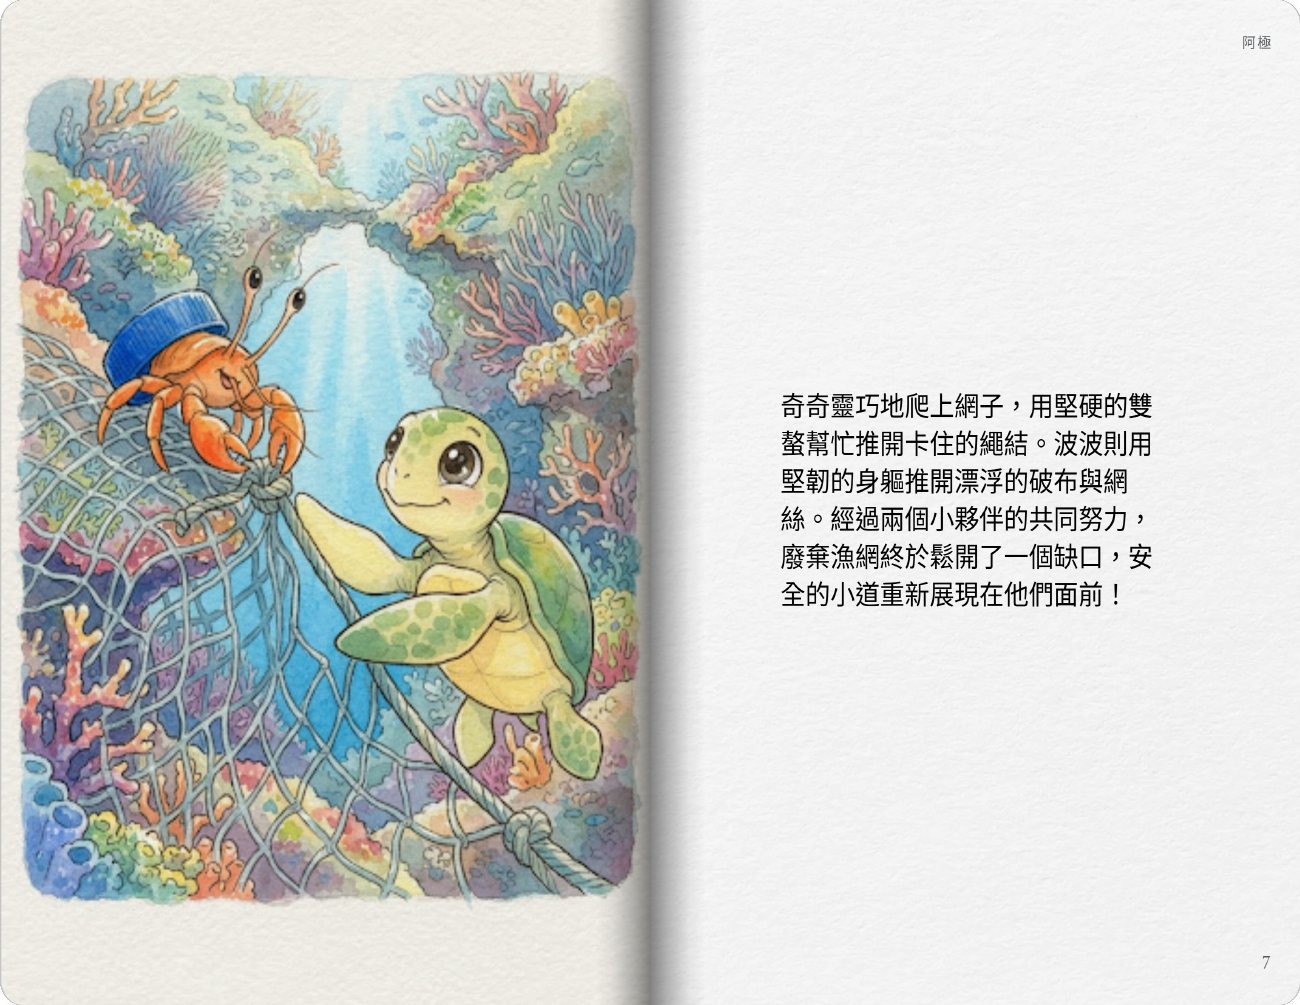 阿極
奇奇靈巧地爬上網子，用堅硬的雙
螯幫忙推開卡住的繩結。波波則用
堅韌的身軀推開漂浮的破布與網
絲。經過兩個小夥伴的共同努力，
廢棄漁網終於鬆開了一個缺口，安
全的小道重新展現在他們面前！
7